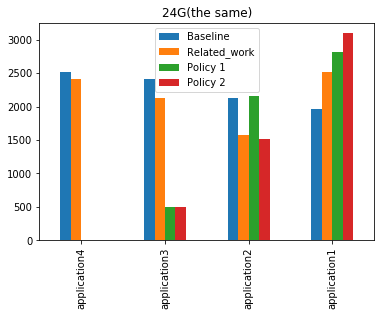 24G(the same)
Baseline
Related_work
Policy 1
Policy 2
3000
2500
2000
1500
1000
500
0
application4
application3
application2
application1